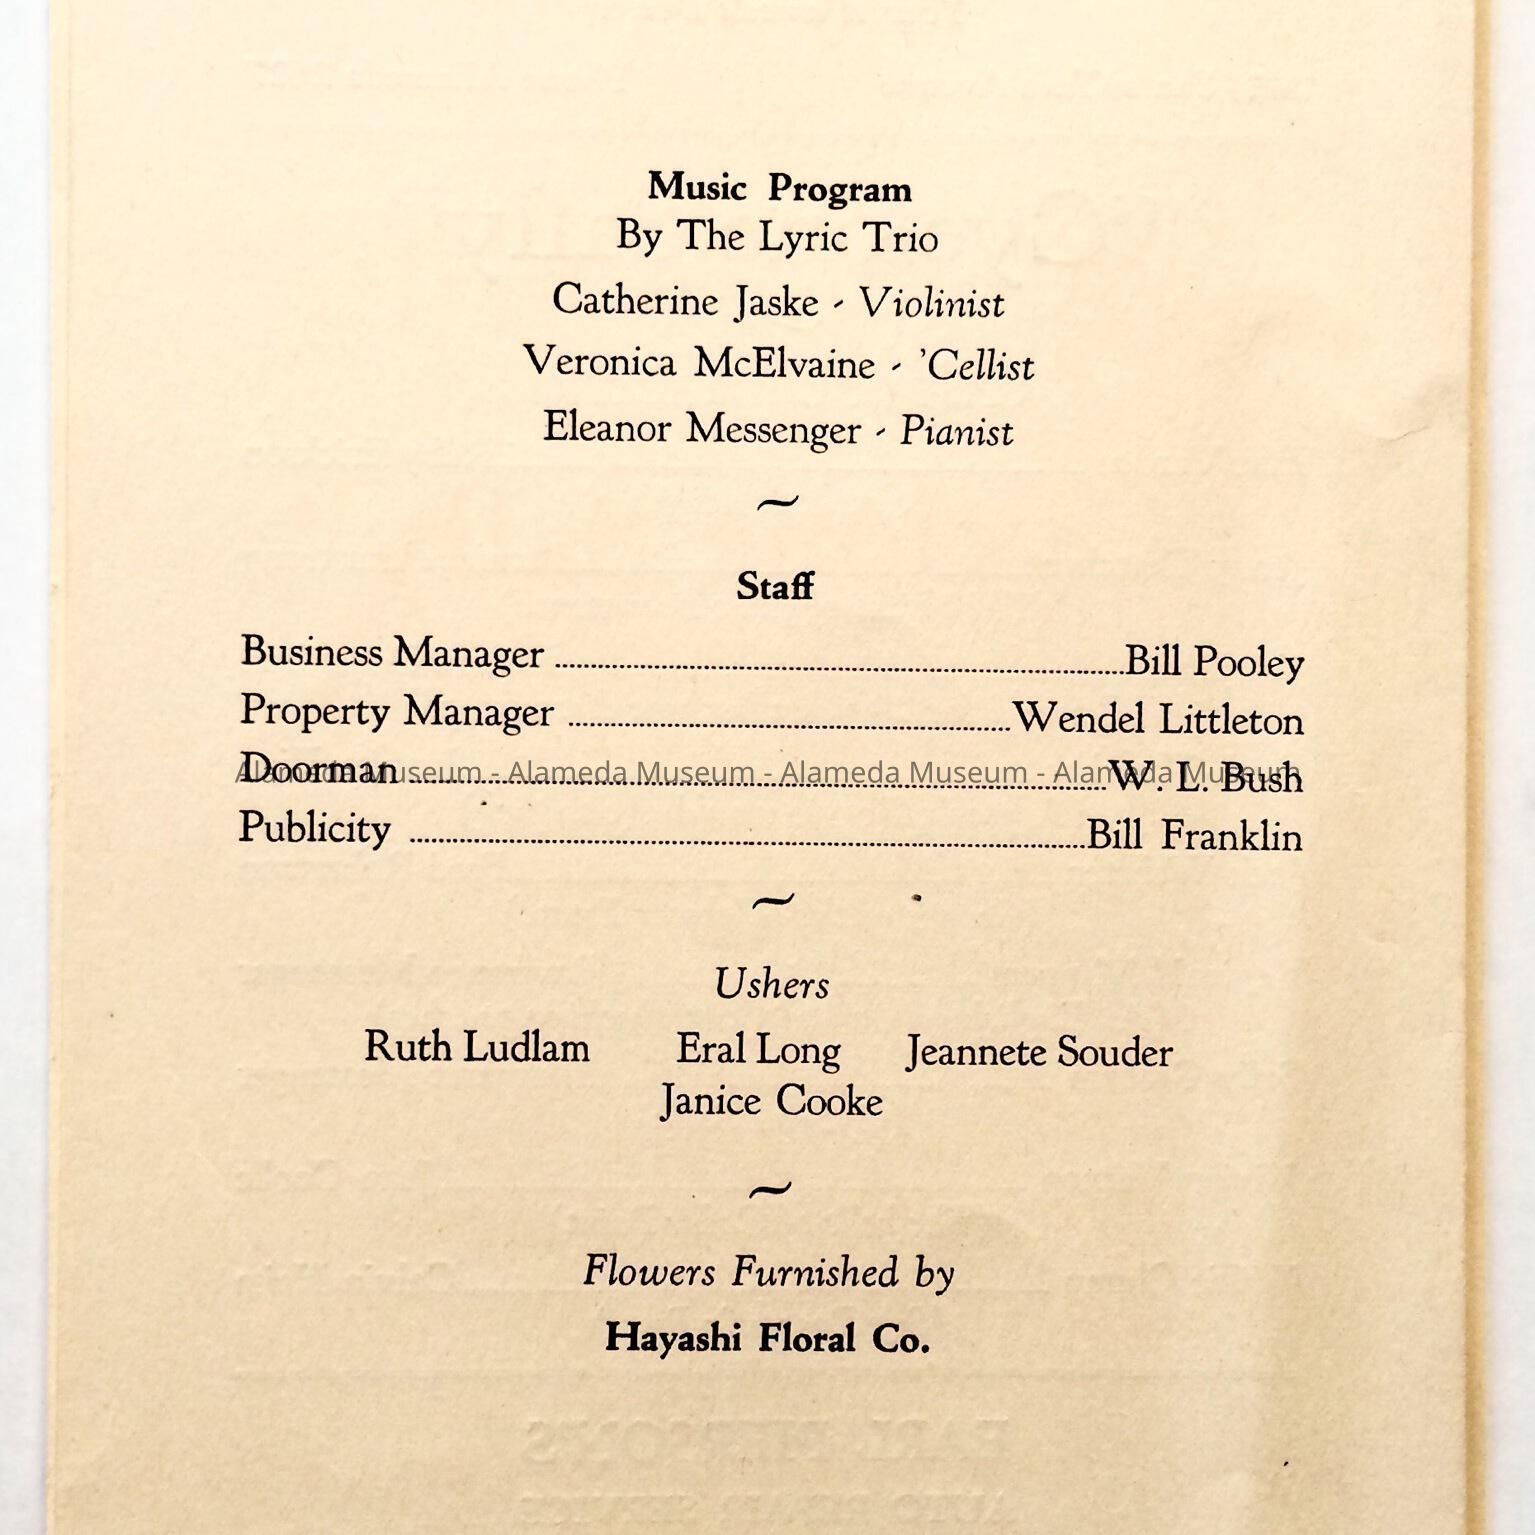 Music Program
By The Lyric Trio
Catherine Jaske - Violinist
Veronica McElvaine - 'Cellist
Eleanor Messenger - Pianist
~
Staff
Business Manager ........ Bill Pooley
Property Manager ........ Wendel Littleton
Doorman ........ W. L. Bush
Alameda Museum - Alameda Museum - Alameda Museum - Alameda Museum
Publicity ........ Bill Franklin
~
Ushers
Ruth Ludlam Eral Long Jeannete Souder
Janice Cooke
~
Flowers Furnished by
Hayashi Floral Co.